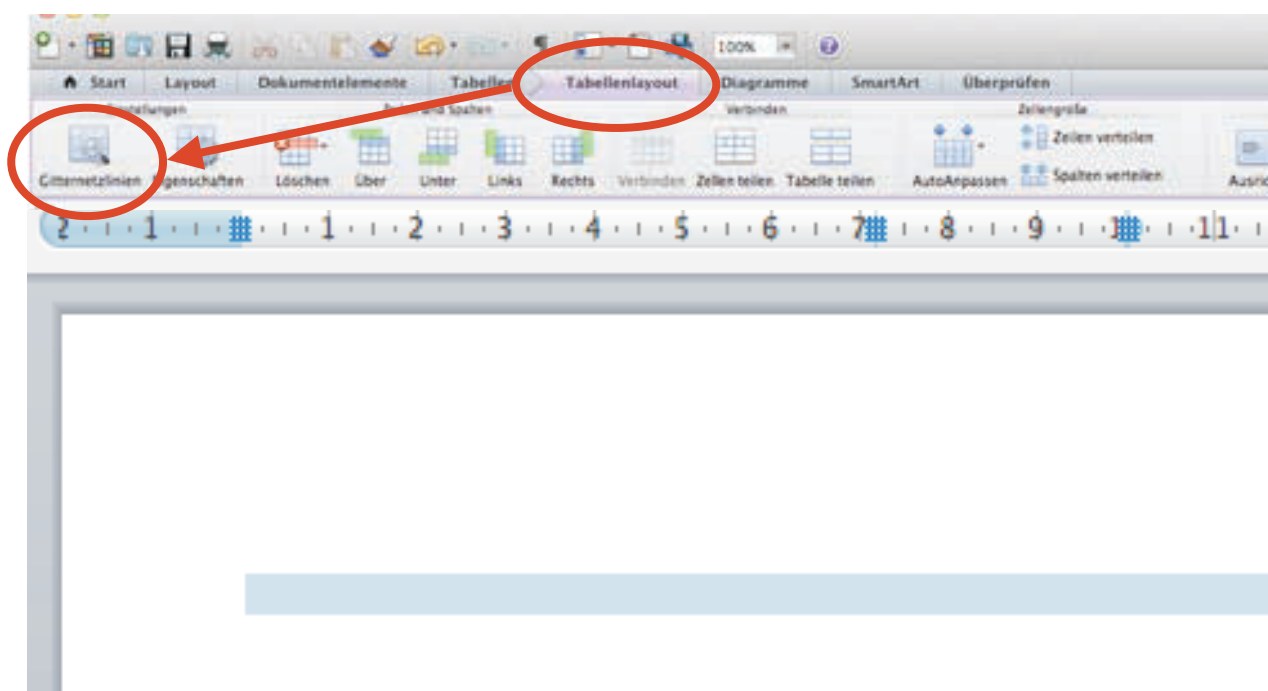 100%
Start Layout Dokumentelemente Tabellen Tabellenlayout Diagramme SmartArt Überprüfen
Verbinden Zeilengröße
Zeilen verteilen
Gitternetzlinien Eigenschaften Löschen Über Unter Links Rechts Verbinden Zellen teilen Tabelle teilen AutoAnpassen Spalten verteilen
2 1 1 2 3 4 5 6 7 8 9 11